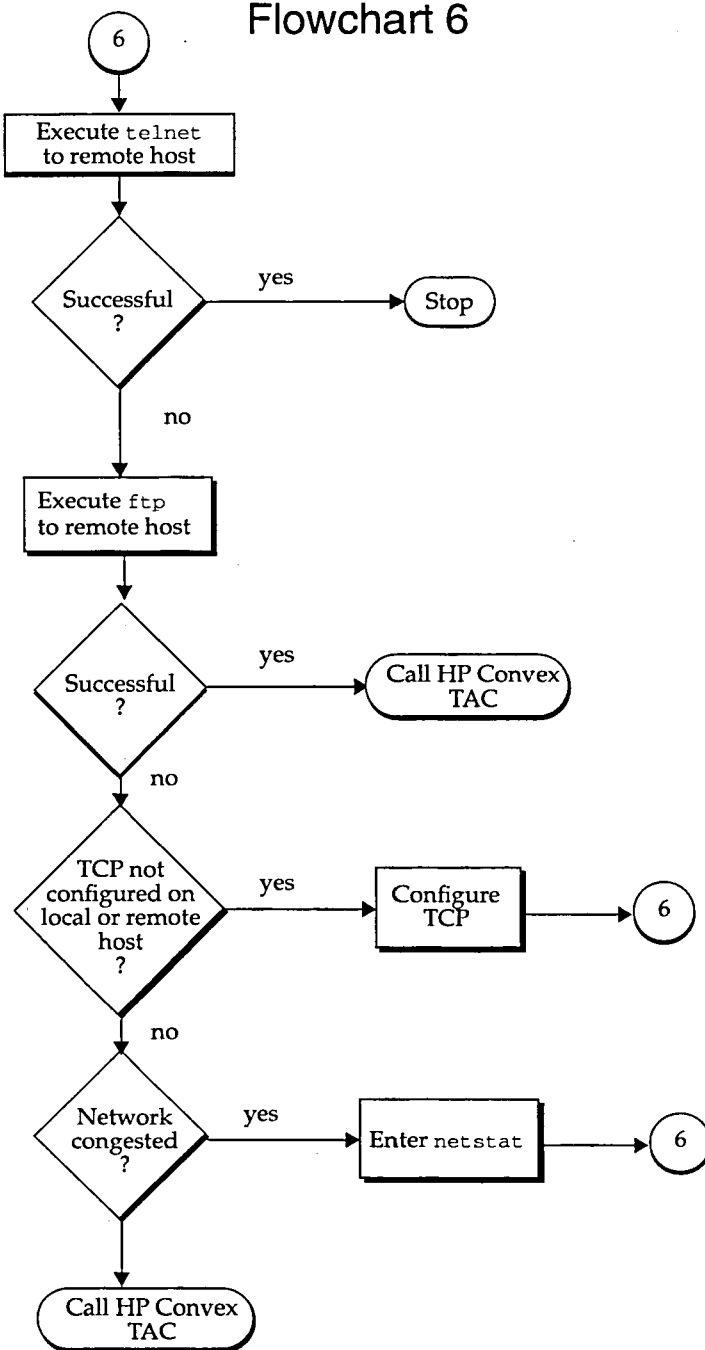 Flowchart 6
6
Execute telnet
to remote host
Successful
?
yes
Stop
no
Execute ftp
to remote host
Successful
?
yes
Call HP Convex
TAC
no
TCP not
configured on
local or remote
host
?
yes
Configure
TCP
6
no
Network
congested
?
yes
Enter netstat
6
Call HP Convex
TAC